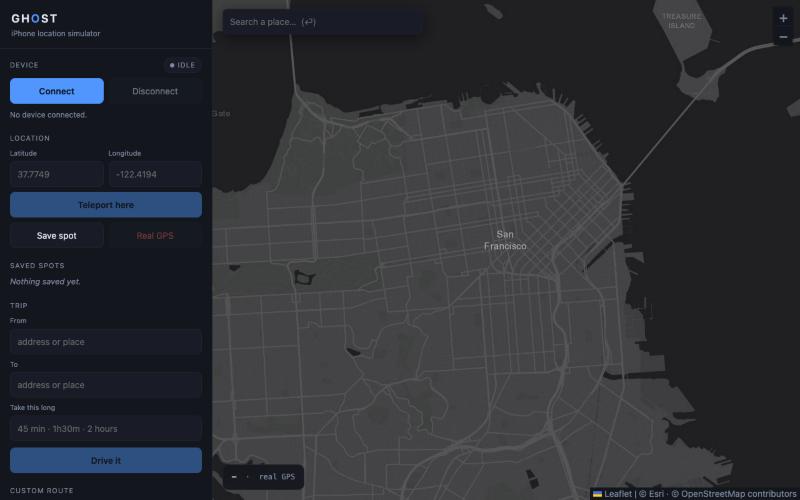 GHOST
iPhone location simulator
DEVICE
IDLE
Connect
Disconnect
No device connected.
LOCATION
Latitude
Longitude
37.7749
-122.4194
Teleport here
Save spot
Real GPS
SAVED SPOTS
Nothing saved yet.
TRIP
From
address or place
To
address or place
Take this long
45 min · 1h30m · 2 hours
Drive it
CUSTOM ROUTE
Search a place... (⏎)
TREASURE
ISLAND
+
−
Gate
San
Francisco
– · real GPS
Leaflet | © Esri · © OpenStreetMap contributors